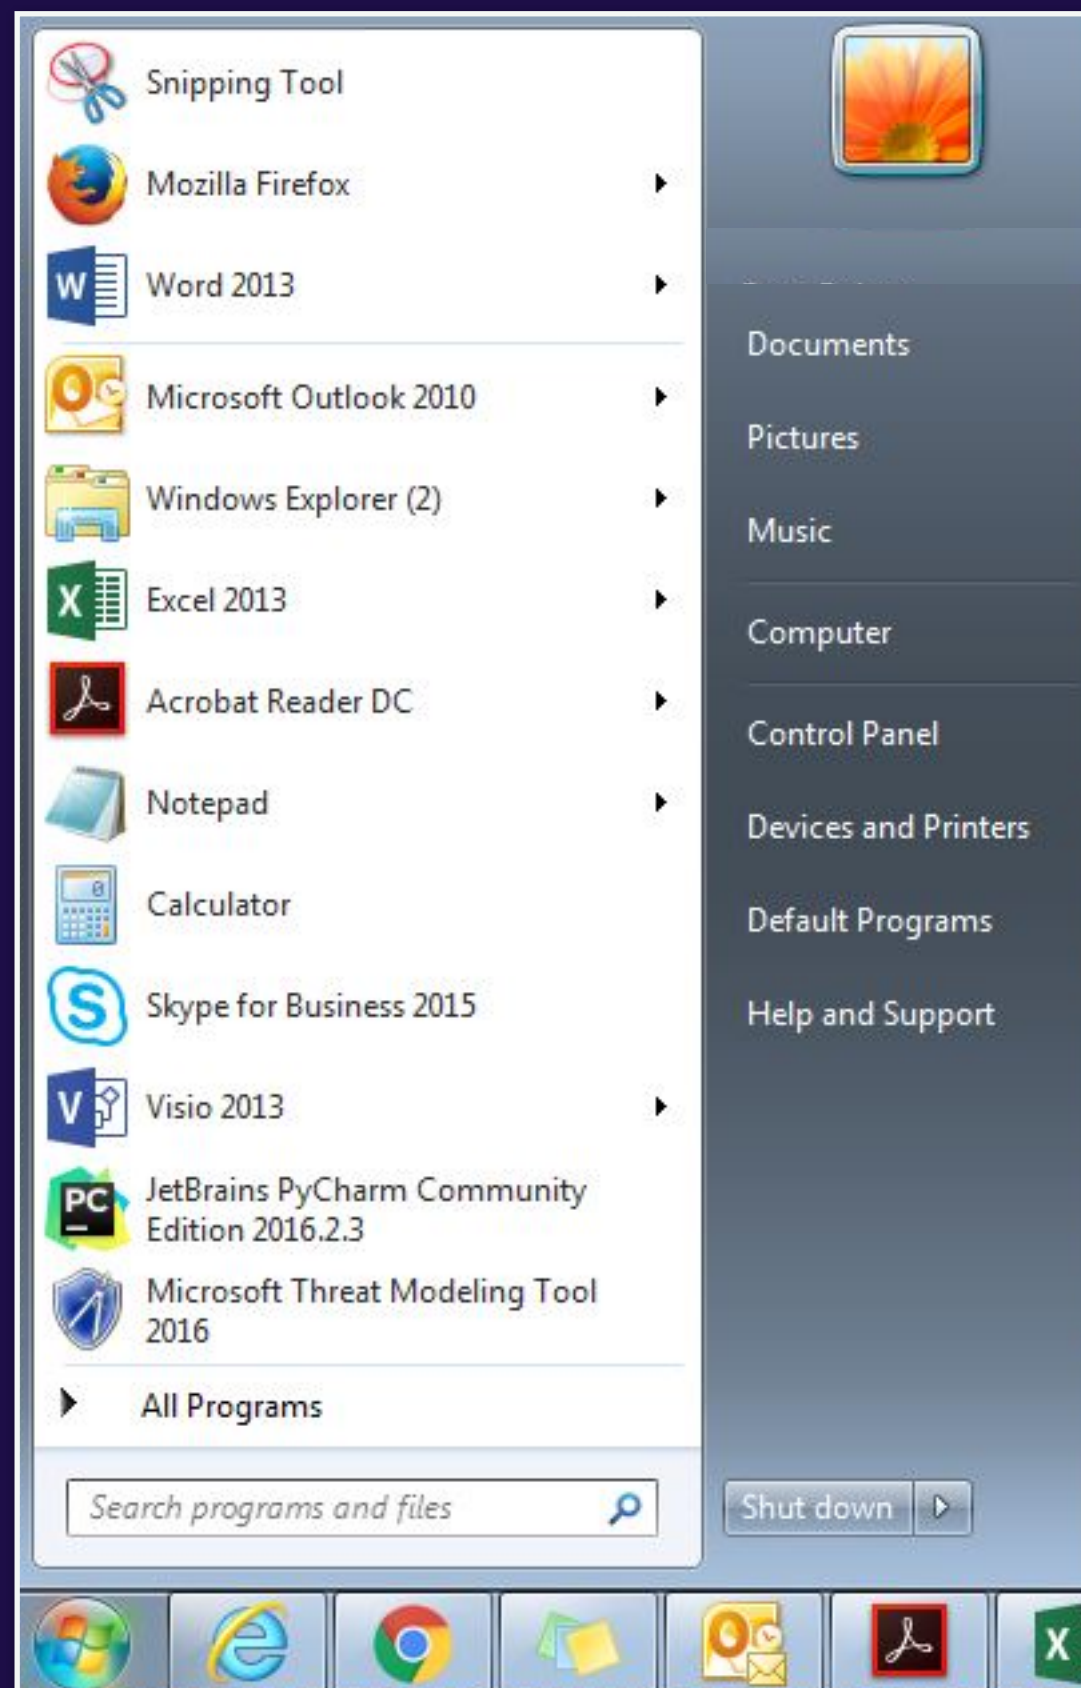 Snipping Tool
Mozilla Firefox
Word 2013
Microsoft Outlook 2010
Windows Explorer (2)
Excel 2013
Acrobat Reader DC
Notepad
Calculator
Skype for Business 2015
Visio 2013
JetBrains PyCharm Community
Edition 2016.2.3
Microsoft Threat Modeling Tool
2016
All Programs
Search programs and files
Documents
Pictures
Music
Computer
Control Panel
Devices and Printers
Default Programs
Help and Support
Shut down